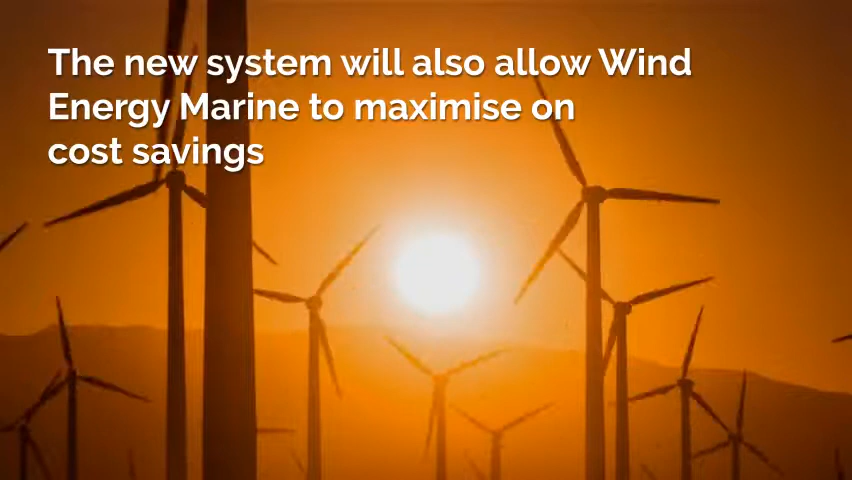 The new system will also allow Wind
Energy Marine to maximise on
cost savings